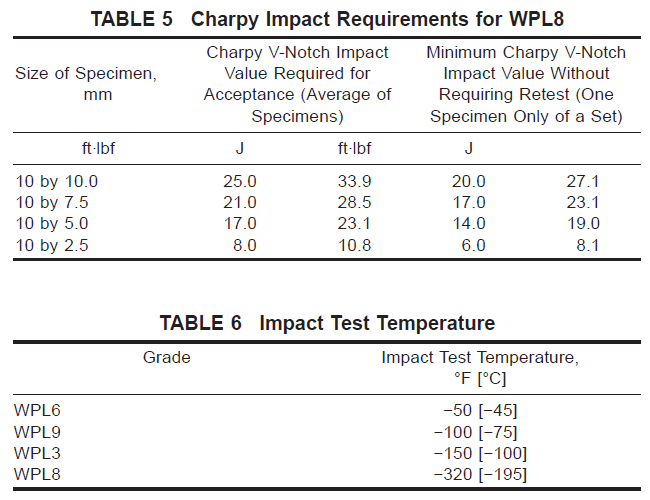 TABLE 5 Charpy Impact Requirements for WPL8
Size of Specimen, mm
Charpy V-Notch Impact Value Required for Acceptance (Average of Specimens)
Minimum Charpy V-Notch Impact Value Without Requiring Retest (One Specimen Only of a Set)
ft·lbf J ft·lbf J
10 by 10.0 25.0 33.9 20.0 27.1
10 by 7.5 21.0 28.5 17.0 23.1
10 by 5.0 17.0 23.1 14.0 19.0
10 by 2.5 8.0 10.8 6.0 8.1
TABLE 6 Impact Test Temperature
Grade
Impact Test Temperature,
°F [°C]
WPL6 −50 [−45]
WPL9 −100 [−75]
WPL3 −150 [−100]
WPL8 −320 [−195]